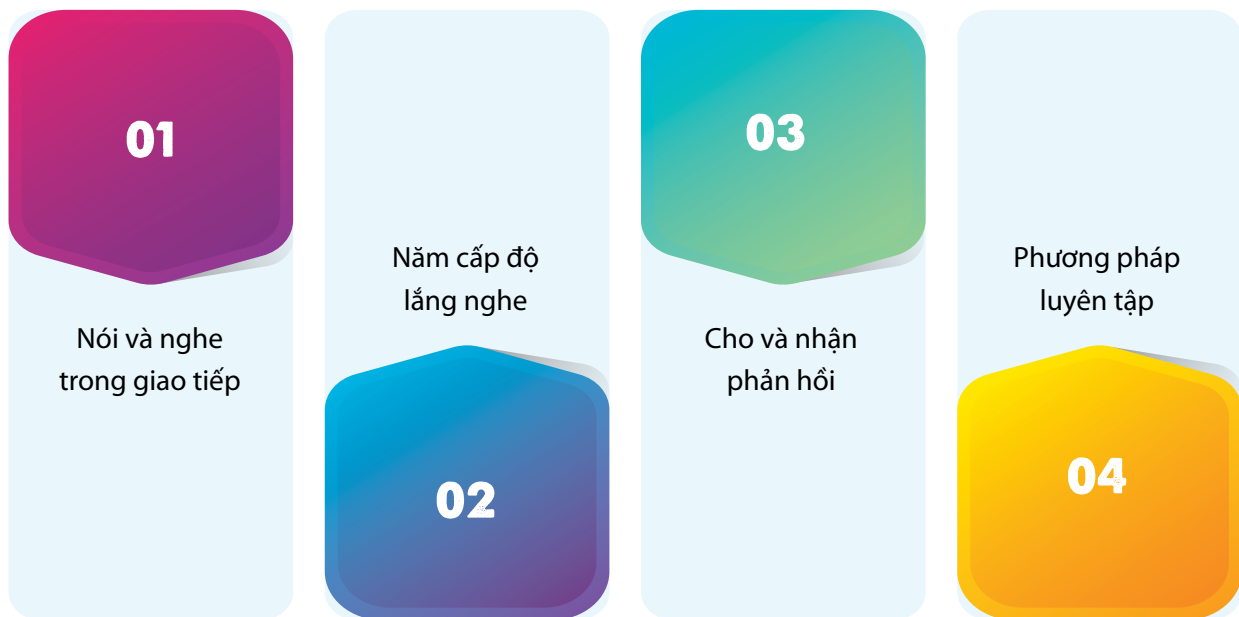 01
Nói và nghe
trong giao tiếp
Năm cấp độ
lắng nghe
02
03
Cho và nhận
phản hồi
Phương pháp
luyện tập
04